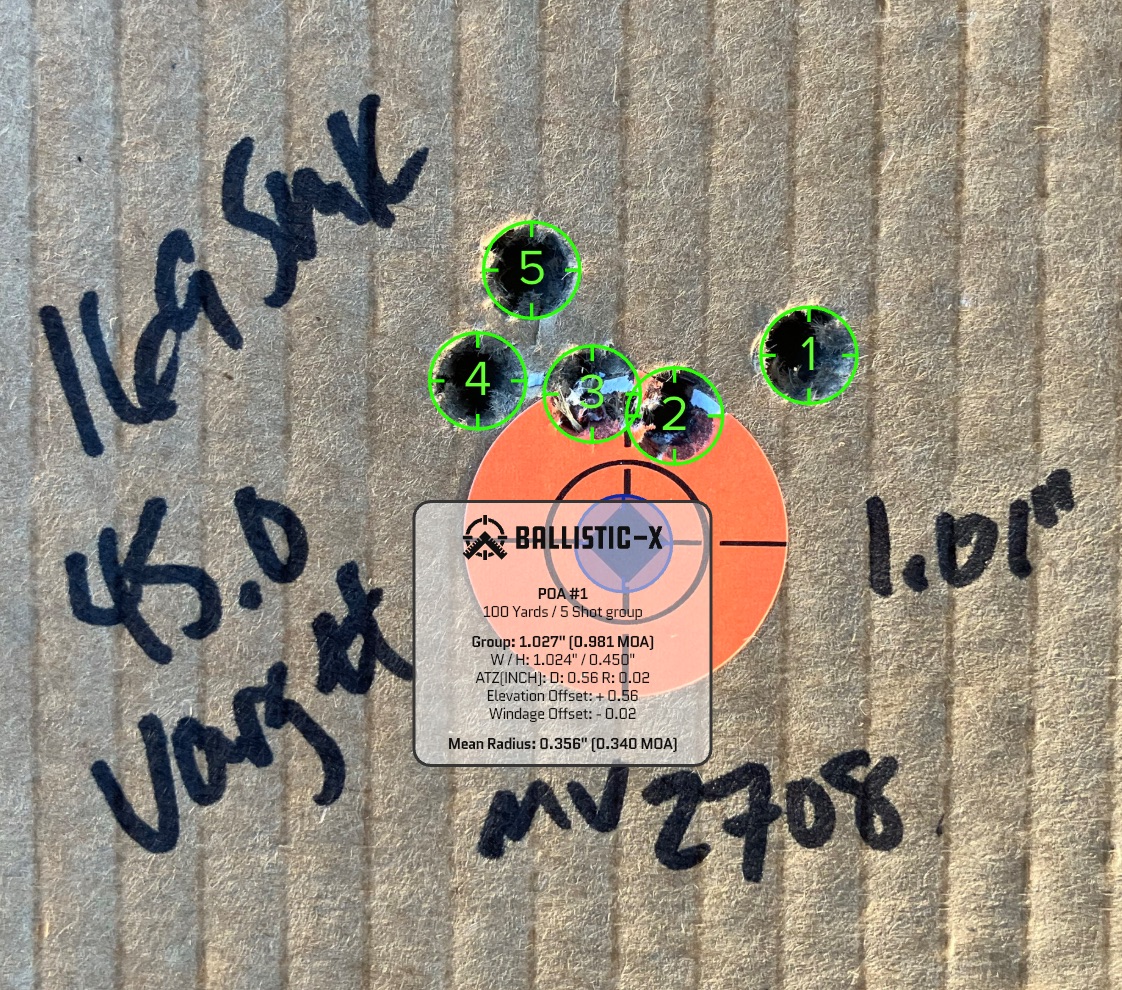 169 SMK
5
4
3
2
1
45.0
Varget
1.01"
BALLISTIC-X
POA #1
100 Yards / 5 Shot group
Group: 1.027" (0.981 MOA)
W / H: 1.024" / 0.450"
ATZ(INCH): D: 0.56 R: 0.02
Elevation Offset: + 0.56
Windage Offset: - 0.02
Mean Radius: 0.356" (0.340 MOA)
MV 2708